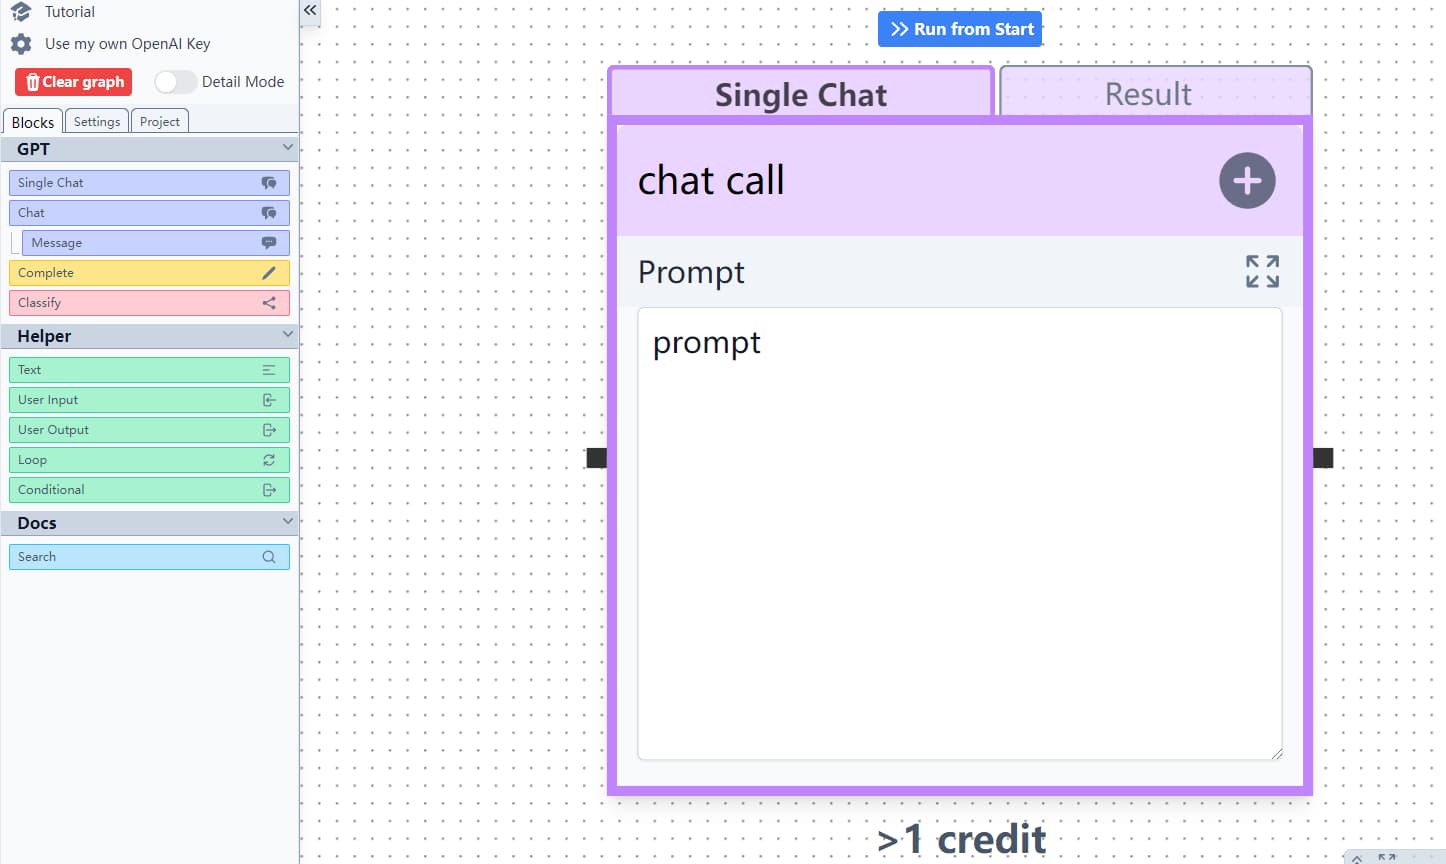 Tutorial
Use my own OpenAI Key
Clear graph
Detail Mode
Blocks
Settings
Project
GPT
Single Chat
Chat
Message
Complete
Classify
Helper
Text
User Input
User Output
Loop
Conditional
Docs
Search
Run from Start
Single Chat
Result
chat call
Prompt
prompt
>1 credit